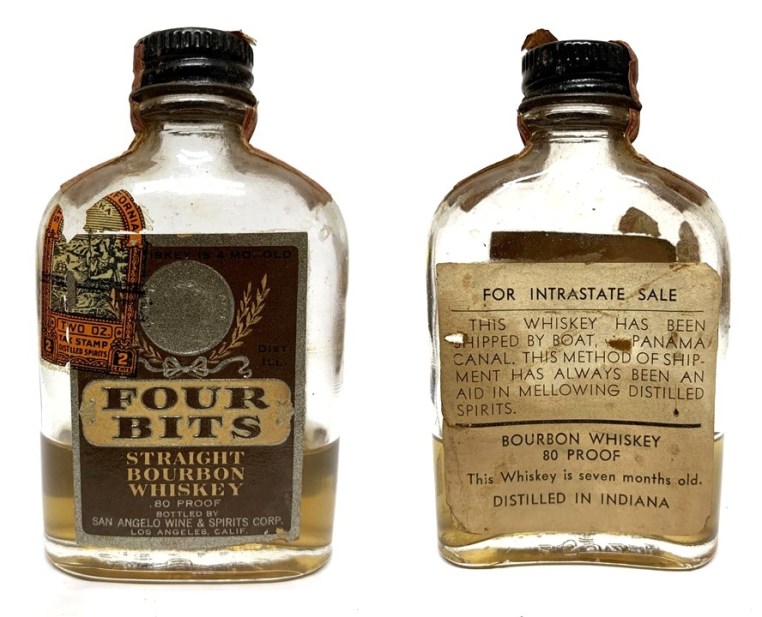 CALIFORNIA
TWO OZ.
TAX STAMP
DISTILLED SPIRITS
2 2
IS 4 MO. OLD
DIST
ILL.
FOUR
BITS
STRAIGHT
BOURBON
WHISKEY
80 PROOF
BOTTLED BY
SAN ANGELO WINE & SPIRITS CORP.
LOS ANGELES, CALIF.
FOR INTRASTATE SALE
THIS WHISKEY HAS BEEN
SHIPPED BY BOAT, PANAMA
CANAL. THIS METHOD OF SHIP-
MENT HAS ALWAYS BEEN AN
AID IN MELLOWING DISTILLED
SPIRITS.
BOURBON WHISKEY
80 PROOF
This Whiskey is seven months old.
DISTILLED IN INDIANA